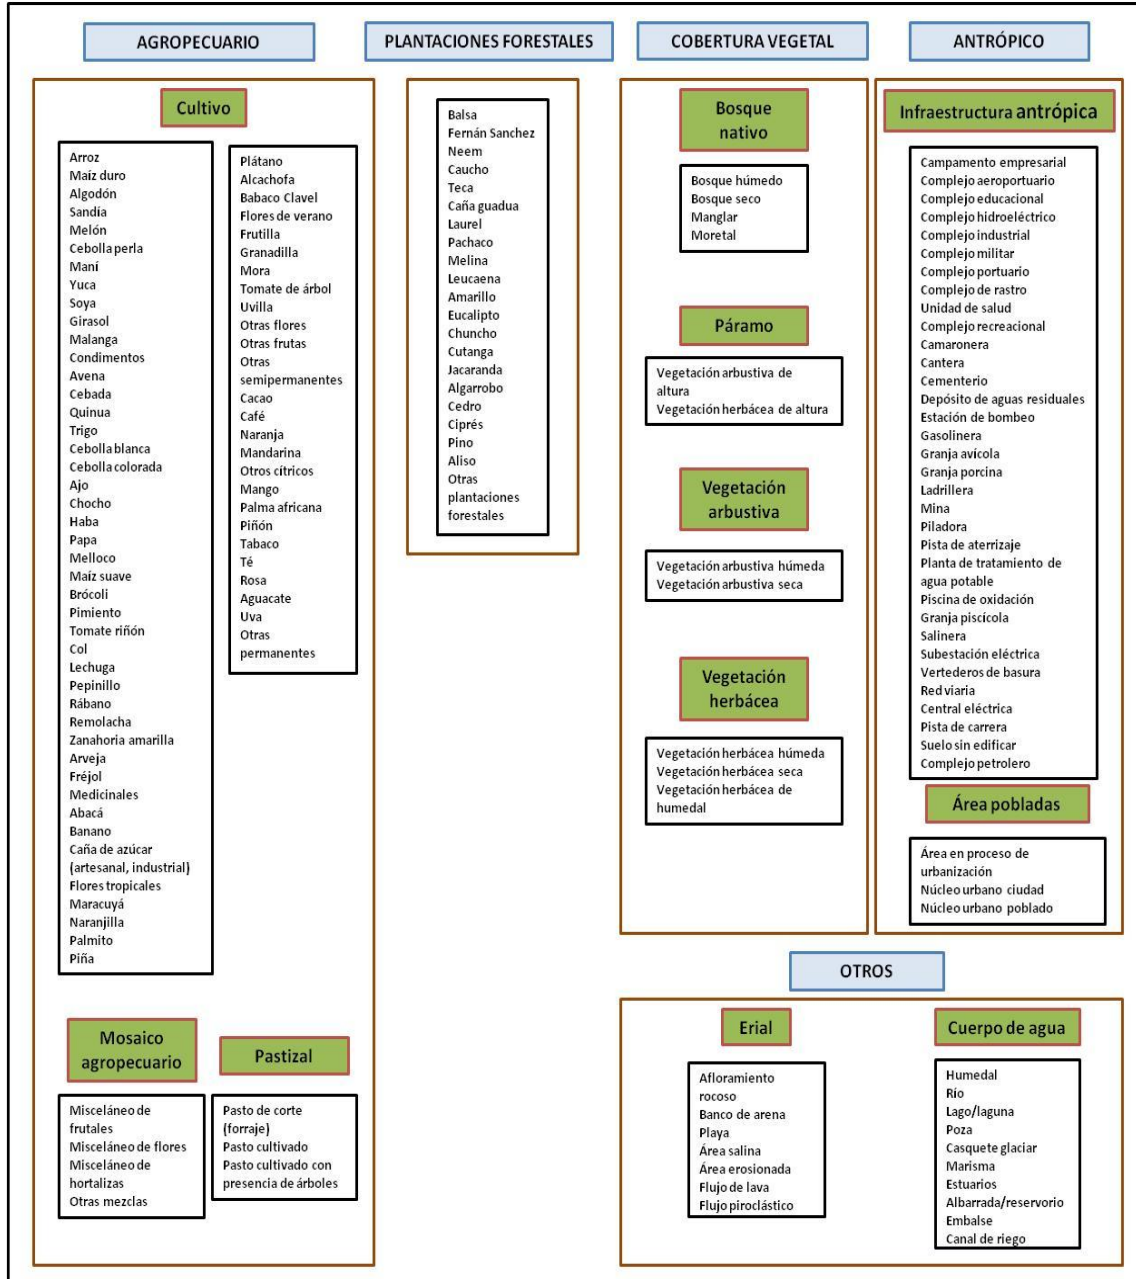 AGROPECUARIO
Cultivo
Arroz
Maíz duro
Algodón
Sandía
Melón
Cebolla perla
Maní
Yuca
Soya
Girasol
Malanga
Condimentos
Avena
Cebada
Quinua
Trigo
Cebolla blanca
Cebolla colorada
Ajo
Chocho
Haba
Papa
Melloco
Maíz suave
Brócoli
Pimiento
Tomate riñón
Col
Lechuga
Pepinillo
Rábano
Remolacha
Zanahoria amarilla
Arveja
Fréjol
Medicinales
Abacá
Banano
Caña de azúcar
(artesanal, industrial)
Flores tropicales
Maracuyá
Naranjilla
Palmito
Piña
Plátano
Alcachofa
Babaco Clavel
Flores de verano
Frutilla
Granadilla
Mora
Tomate de árbol
Uvilla
Otras flores
Otras frutas
Otras
semipermanentes
Cacao
Café
Naranja
Mandarina
Otros cítricos
Mango
Palma africana
Piñón
Tabaco
Té
Rosa
Aguacate
Uva
Otras
permanentes
Mosaico
agropecuario
Misceláneo de
frutales
Misceláneo de flores
Misceláneo de
hortalizas
Otras mezclas
Pastizal
Pasto de corte
(forraje)
Pasto cultivado
Pasto cultivado con
presencia de árboles
PLANTACIONES FORESTALES
Balsa
Fernán Sanchez
Neem
Caucho
Teca
Caña guadua
Laurel
Pachaco
Melina
Leucaena
Amarillo
Eucalipto
Chuncho
Cutanga
Jacaranda
Algarrobo
Cedro
Ciprés
Pino
Aliso
Otras
plantaciones
forestales
COBERTURA VEGETAL
Bosque
nativo
Bosque húmedo
Bosque seco
Manglar
Moretal
Páramo
Vegetación arbustiva de
altura
Vegetación herbácea de altura
Vegetación
arbustiva
Vegetación arbustiva húmeda
Vegetación arbustiva seca
Vegetación
herbácea
Vegetación herbácea húmeda
Vegetación herbácea seca
Vegetación herbácea de
humedal
ANTRÓPICO
Infraestructura antrópica
Campamento empresarial
Complejo aeroportuario
Complejo educacional
Complejo hidroeléctrico
Complejo industrial
Complejo militar
Complejo portuario
Complejo de rastro
Unidad de salud
Complejo recreacional
Camaronera
Cantera
Cementerio
Depósito de aguas residuales
Estación de bombeo
Gasolinera
Granja avícola
Granja porcina
Ladrillera
Mina
Piladora
Pista de aterrizaje
Planta de tratamiento de
agua potable
Piscina de oxidación
Granja piscícola
Salinera
Subestación eléctrica
Vertederos de basura
Red viaria
Central eléctrica
Pista de carrera
Suelo sin edificar
Complejo petrolero
Área pobladas
Área en proceso de
urbanización
Núcleo urbano ciudad
Núcleo urbano poblado
OTROS
Erial
Afloramiento
rocoso
Banco de arena
Playa
Área salina
Área erosionada
Flujo de lava
Flujo piroclástico
Cuerpo de agua
Humedal
Río
Lago/laguna
Poza
Casquete glaciar
Marisma
Estuarios
Albarrada/reservorio
Embalse
Canal de riego